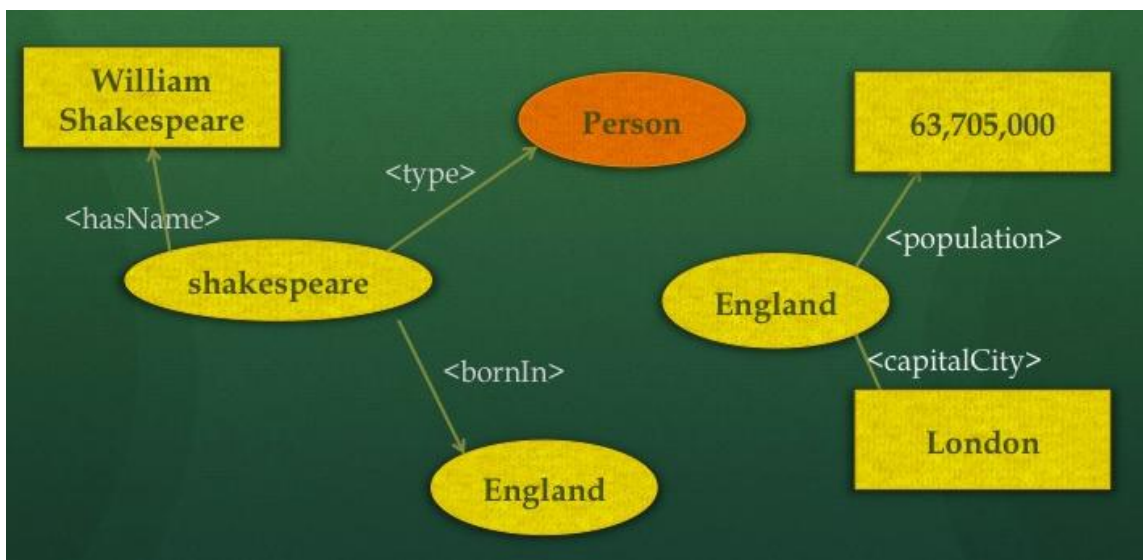 William
Shakespeare
Person
63,705,000
<type>
<hasName>
<population>
shakespeare
England
<capitalCity>
<bornIn>
London
England